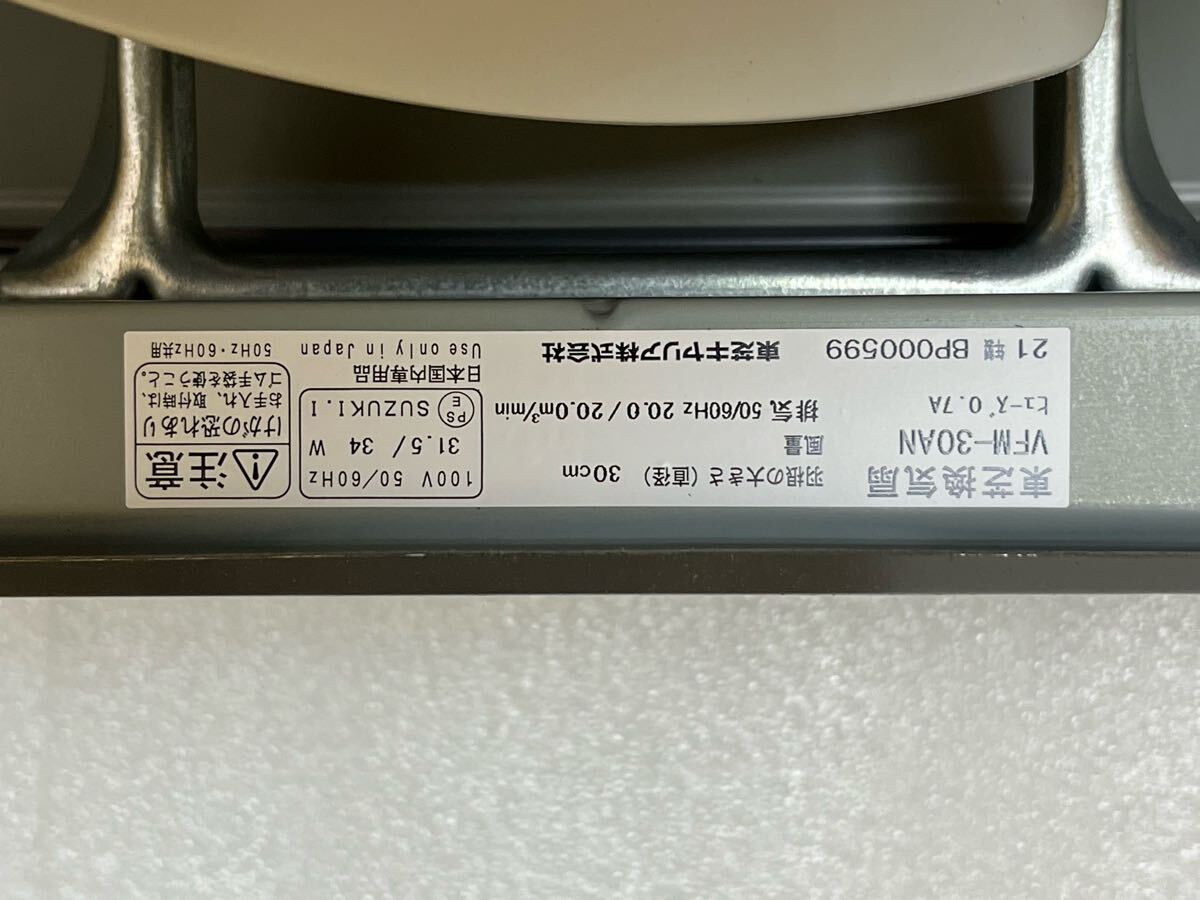 東芝換気扇
VFM-30AN
ﾋｭｰｽﾞ 0.7A
21年製 BP000599
羽根の大きさ (直径) 30cm
風量
排気 50/60Hz 20.0 / 20.0m³/min
東芝キヤリア株式会社
100V 50/60Hz
31.5 / 34 W
PS E SUZUKI.I
日本国内専用品
Use only in Japan
注意
けがの恐れあり
お手入れ、取付時は、
ゴム手袋を使うこと。
50Hz・60Hz共用